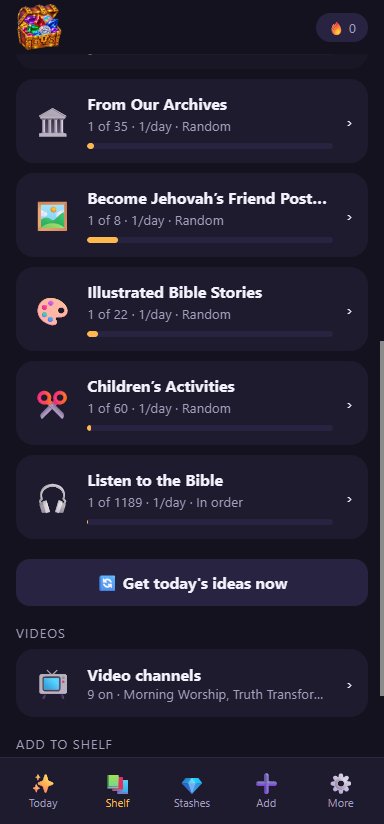 0
From Our Archives
1 of 35 · 1/day · Random
Become Jehovah's Friend Post…
1 of 8 · 1/day · Random
Illustrated Bible Stories
1 of 22 · 1/day · Random
Children's Activities
1 of 60 · 1/day · Random
Listen to the Bible
1 of 1189 · 1/day · In order
Get today's ideas now
VIDEOS
Video channels
9 on · Morning Worship, Truth Transfor...
ADD TO SHELF
Today
Shelf
Stashes
Add
More